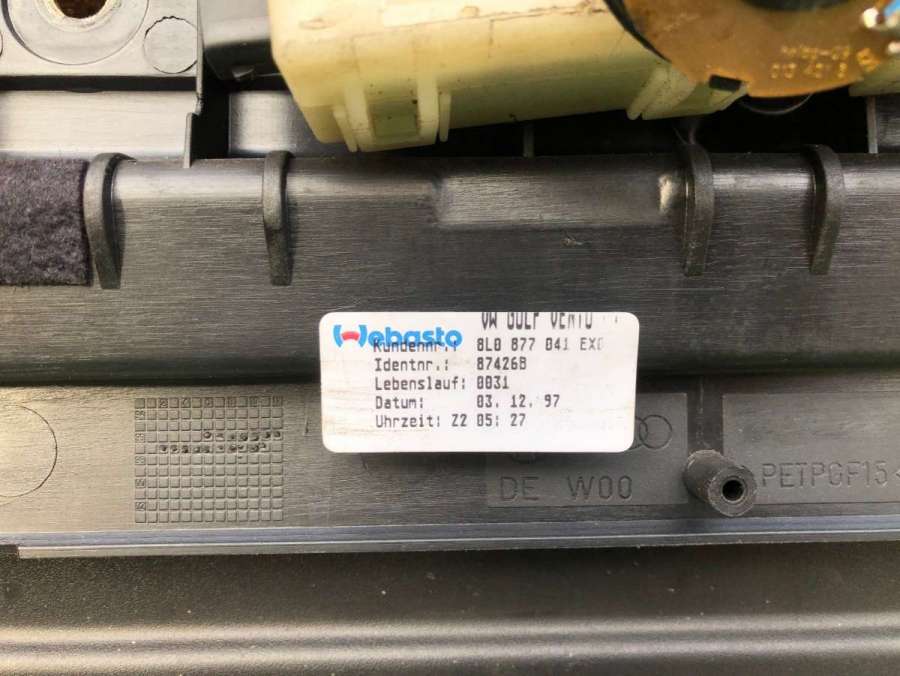 VW GOLF VENTO
Webasto
Kundennr.: 8L0 877 041
Identnr.: 87426B
Lebenslauf: 0031
Datum: 03. 12. 97
Uhrzeit: Z2 05: 27
DE W00
PETPGF15<